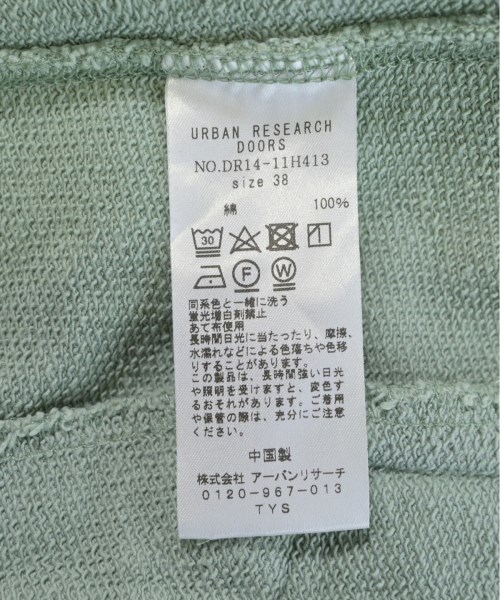 URBAN RESEARCH
DOORS
NO.DR14-11H413
size 38
綿 100%
30
F W
同系色と一緒に洗う
蛍光増白剤禁止
あて布使用
長時間日光に当たったり、摩擦、
水濡れなどによる色落ちや色移
りすることがあります。
この製品は、長時間強い日光
や照明を受けますと、変色す
るおそれがあります。ご着用
や保管の際は、充分にご注意
ください。
中国製
株式会社 アーバンリサーチ
0120-967-013
TYS